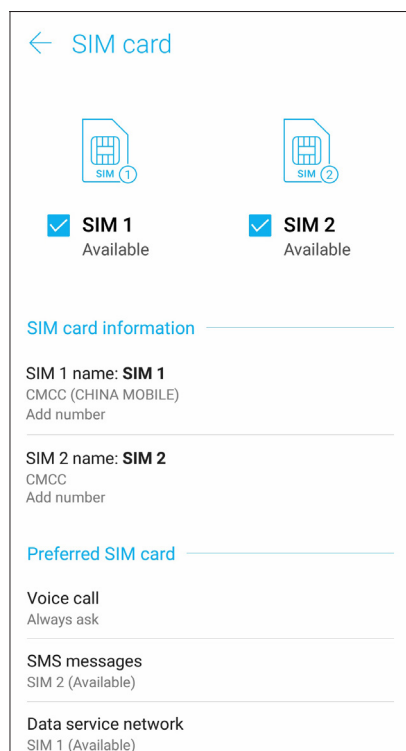 SIM card
SIM 1
SIM 2
SIM 1
SIM 2
Available
Available
SIM card information
SIM 1 name: SIM 1
CMCC (CHINA MOBILE)
Add number
SIM 2 name: SIM 2
CMCC
Add number
Preferred SIM card
Voice call
Always ask
SMS messages
SIM 2 (Available)
Data service network
SIM 1 (Available)